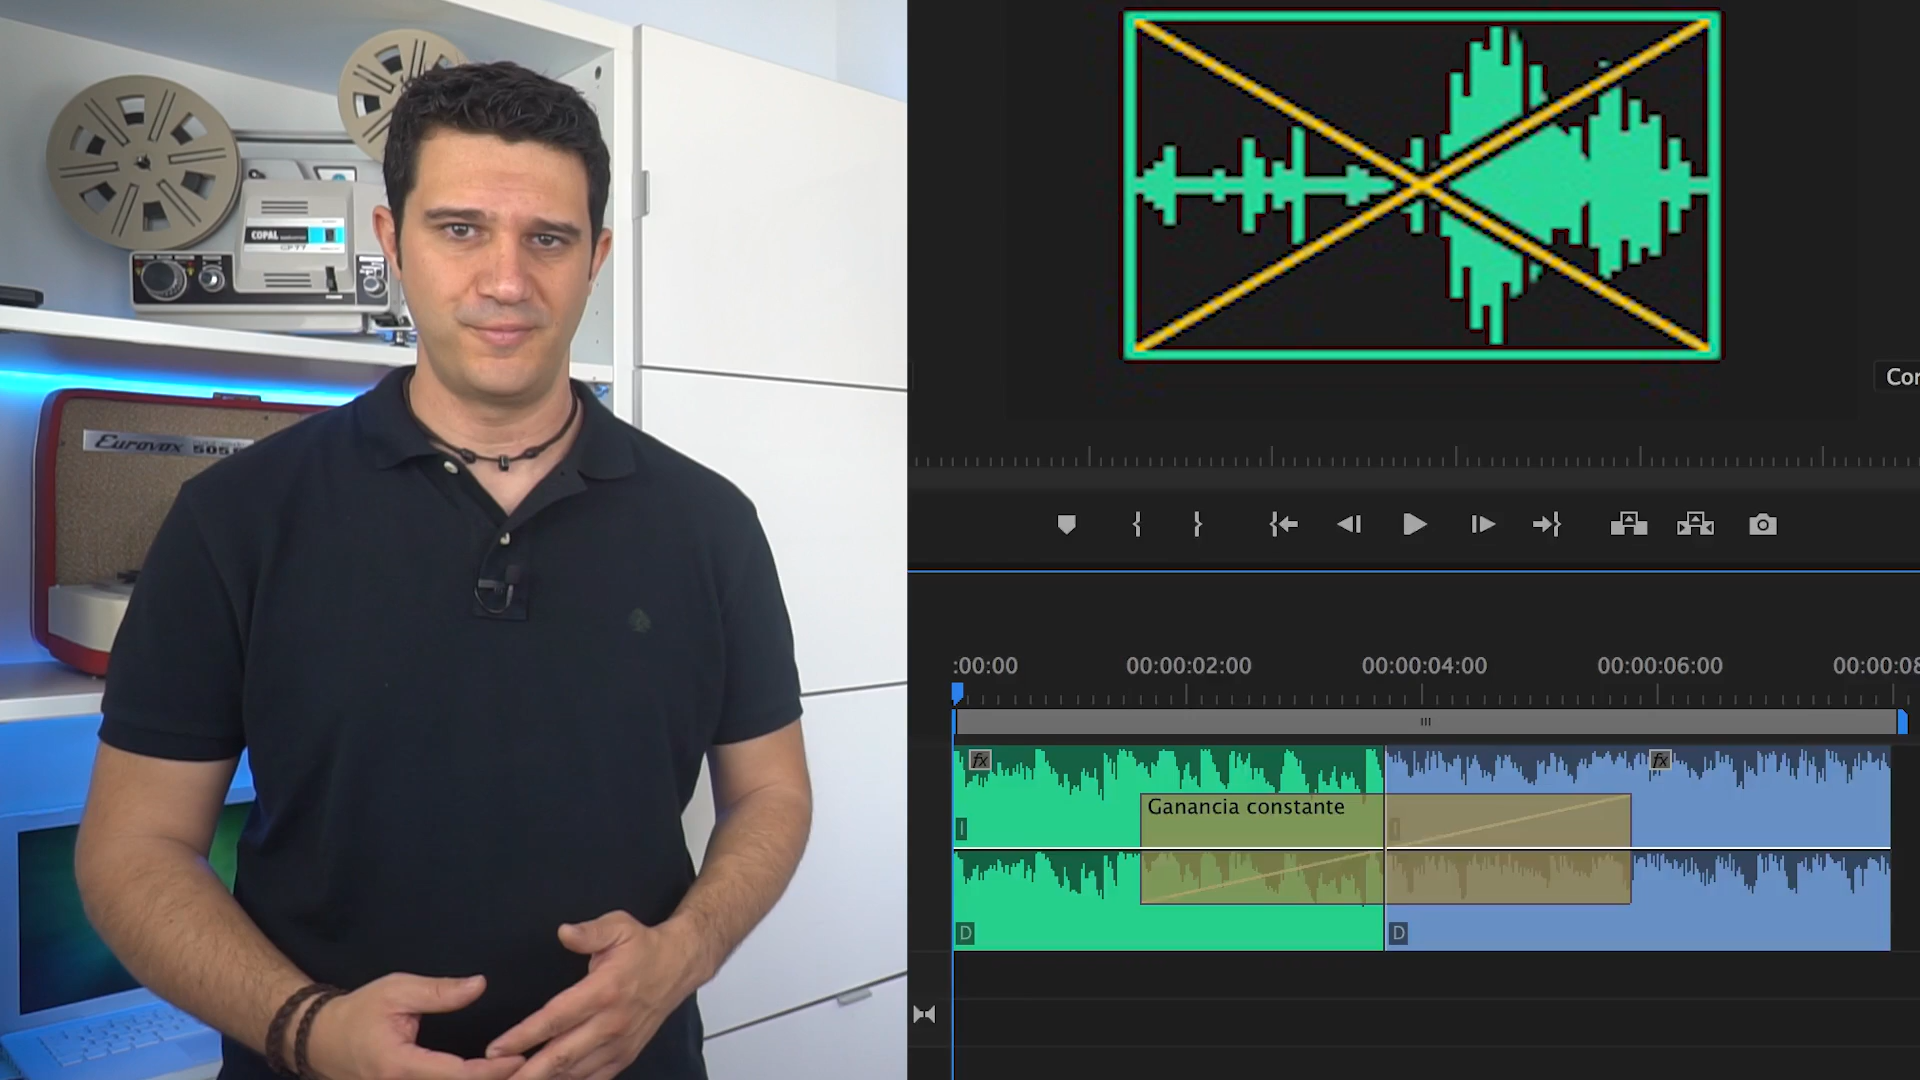 COPAL
Eurovox
505
Cor
:00:00
00:00:02:00
00:00:04:00
00:00:06:00
00:00:08
fx
fx
Ganancia constante
I
I
D
D